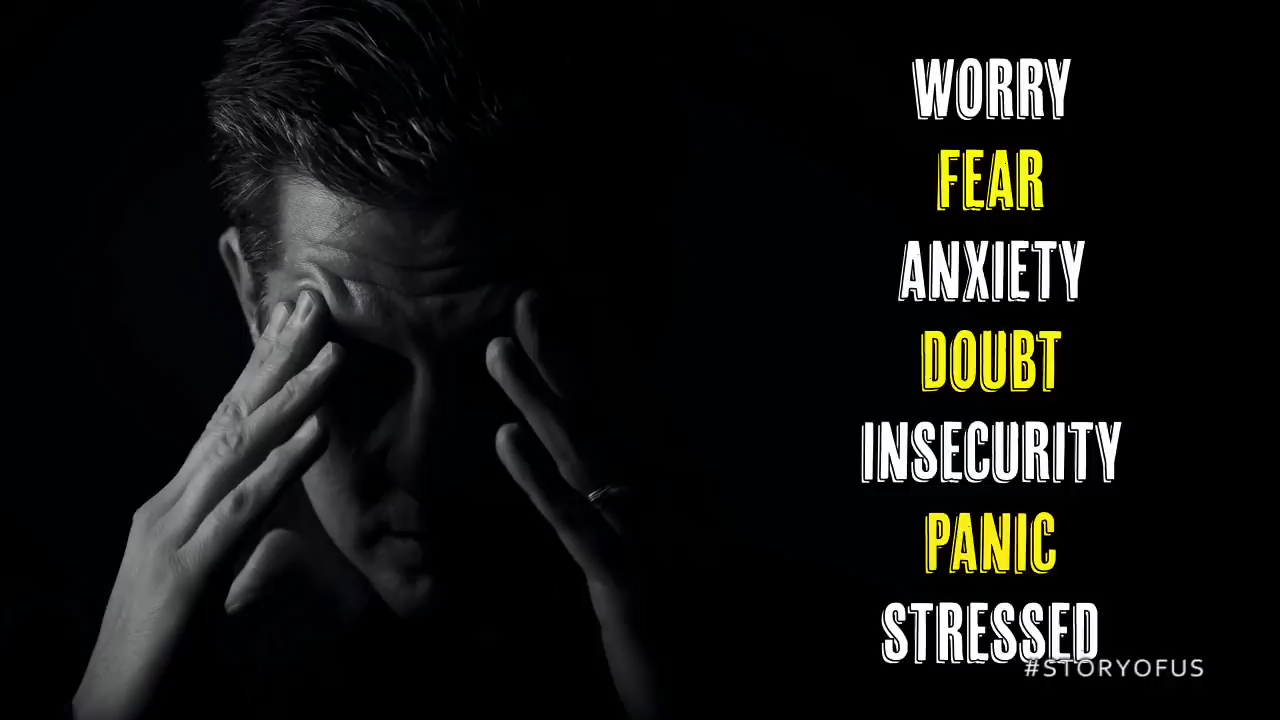 WORRY
FEAR
ANXIETY
DOUBT
INSECURITY
PANIC
STRESSED
#STORYOFUS